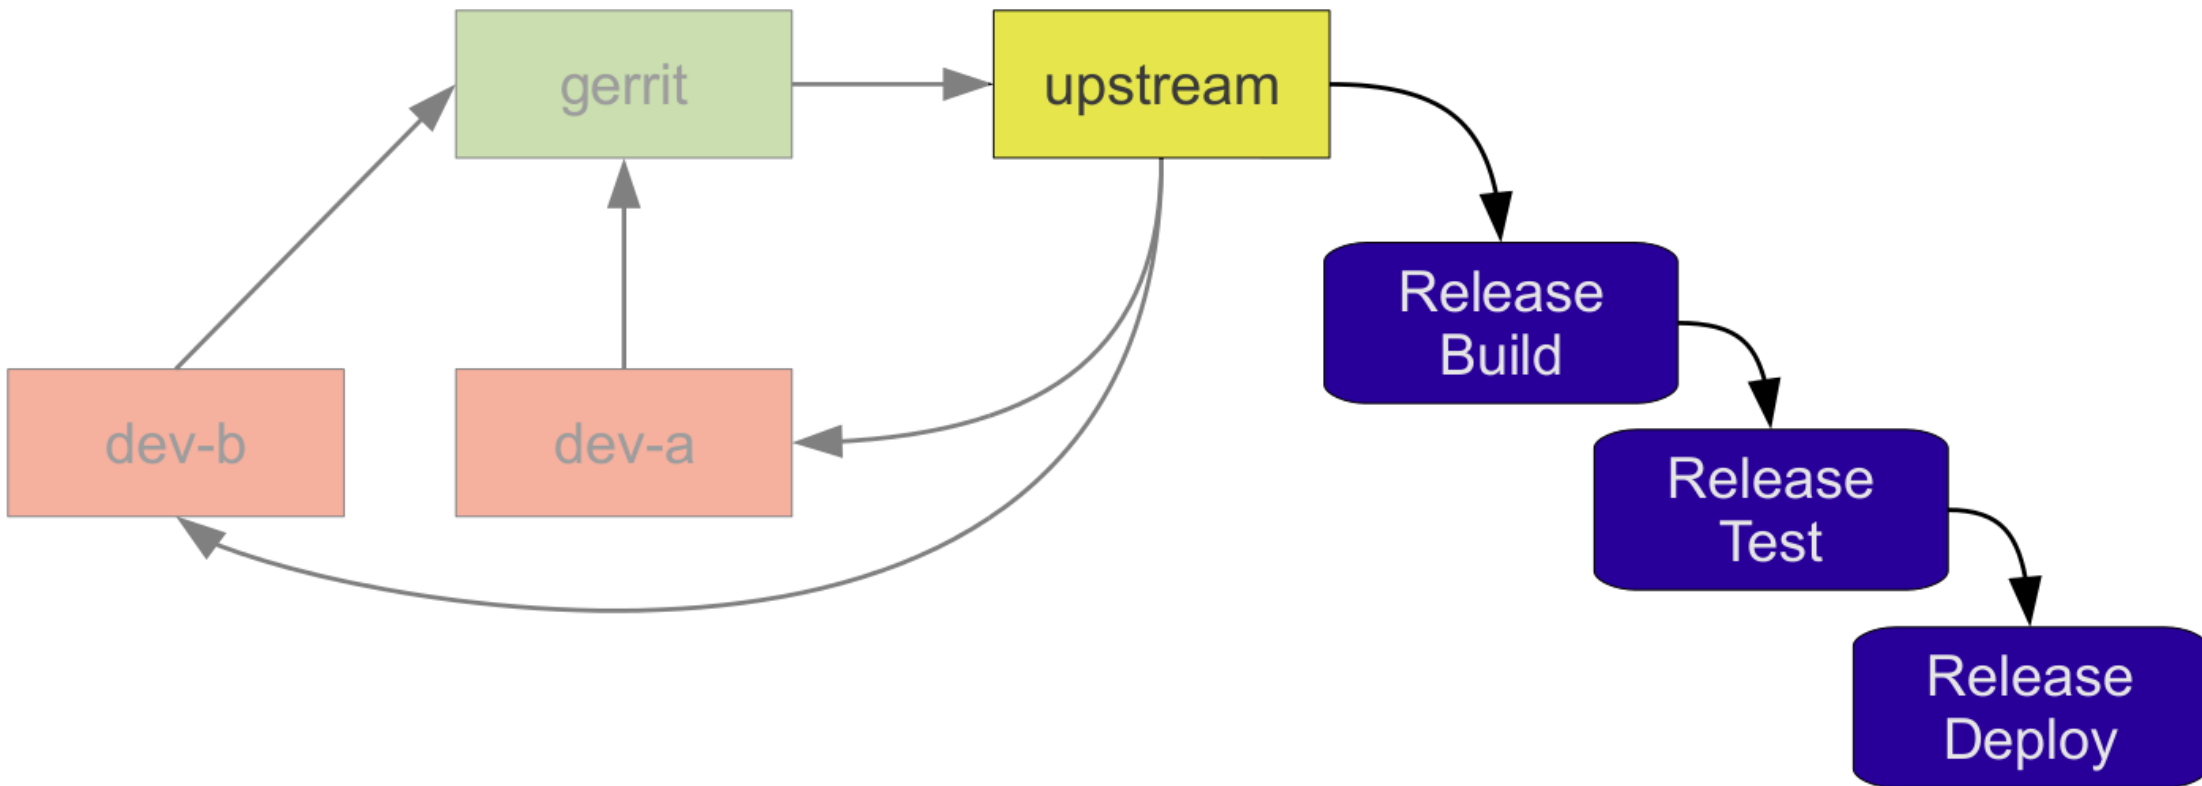 gerrit
upstream
Release
Build
dev-b
dev-a
Release
Test
Release
Deploy